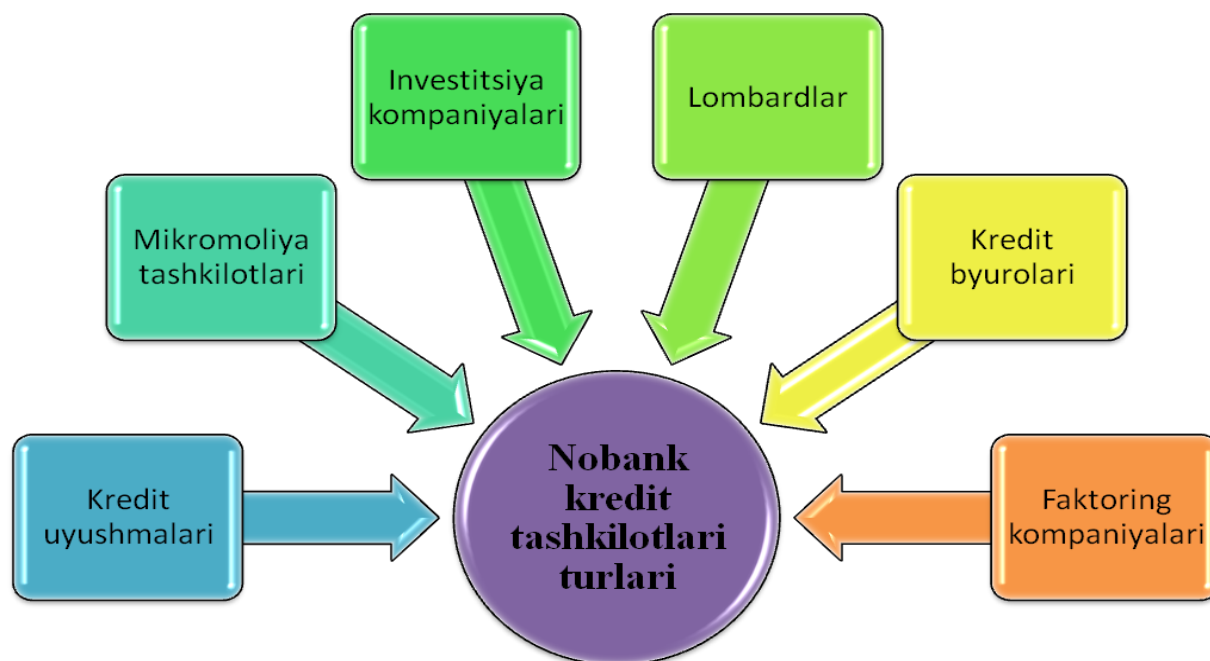 Investitsiya
kompaniyalari
Lombardlar
Mikromoliya
tashkilotlari
Kredit
byurolari
Kredit
uyushmalari
Nobank
kredit
tashkilotlari
turlari
Faktoring
kompaniyalari